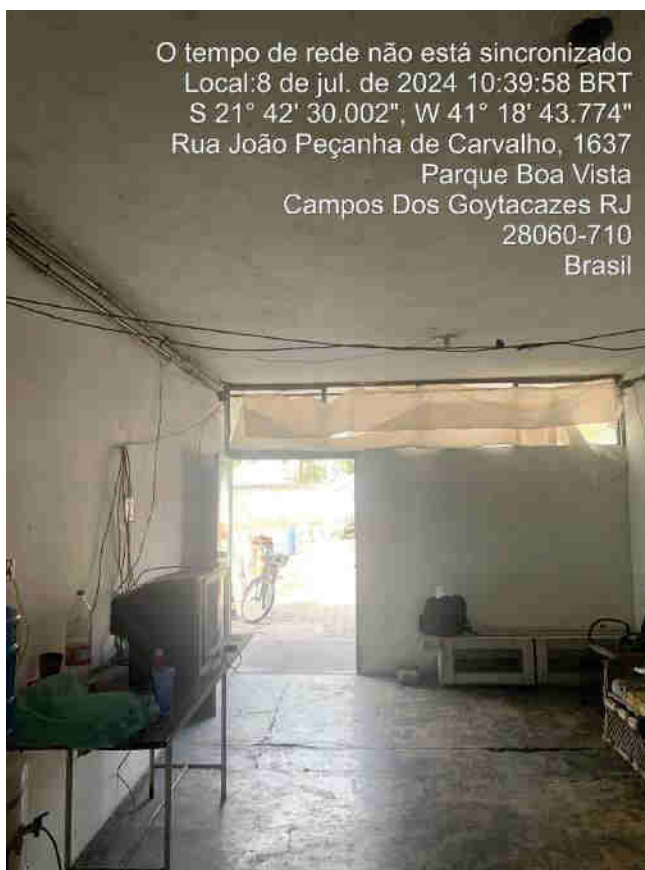 O tempo de rede não está sincronizado
Local:8 de jul. de 2024 10:39:58 BRT
S 21° 42' 30.002", W 41° 18' 43.774"
Rua João Peçanha de Carvalho, 1637
Parque Boa Vista
Campos Dos Goytacazes RJ
28060-710
Brasil